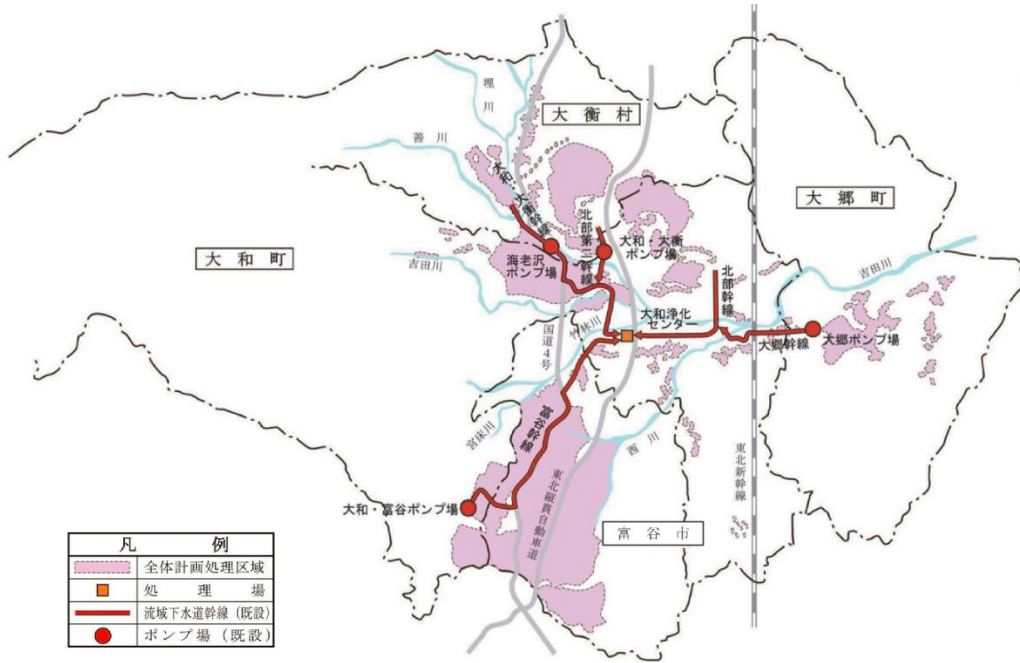 大衡村
堀川
善川
大郷町
大和・大衡幹線
北部第二幹線
大和町
海老沢
ポンプ場
大和・大衡
ポンプ場
吉田川
北部幹線
吉田川
大和浄化
センター
竹林川
国道4号
大郷幹線
大郷ポンプ場
富谷幹線
宮床川
西川
東北新幹線
東北縦貫自動車道
大和・富谷ポンプ場
富谷市
凡例
全体計画処理区域
処理場
流域下水道幹線(既設)
ポンプ場(既設)